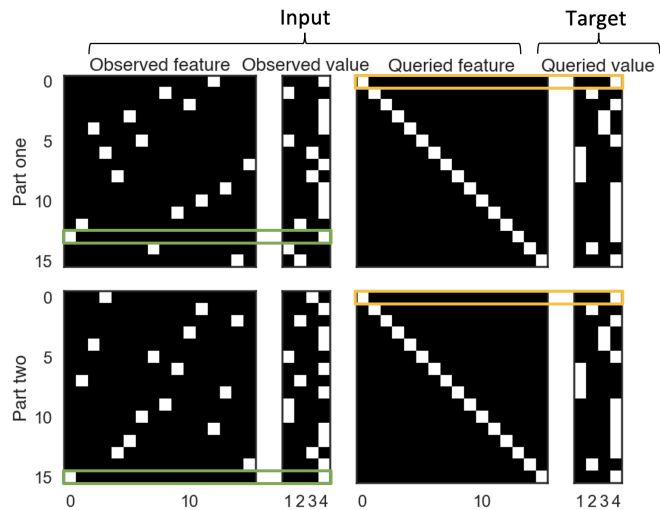 Input
Target
Observed feature
Observed value
Queried feature
Queried value
Part one
0
5
10
15
Part two
0
5
10
15
0
10
1234
0
10
1234